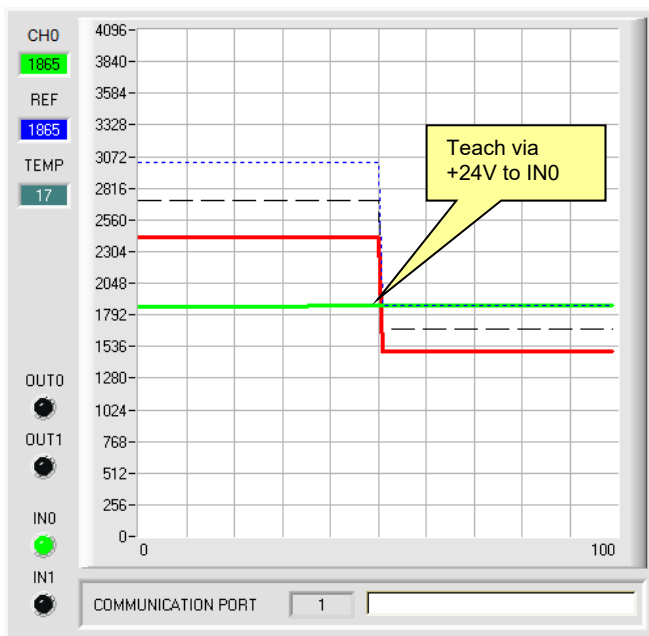 CH0
1865
REF
1865
TEMP
17
OUT0
OUT1
IN0
IN1
4096
3840
3584
3328
3072
2816
2560
2304
2048
1792
1536
1280
1024
768
512
256
0
0 100
Teach via
+24V to IN0
COMMUNICATION PORT 1